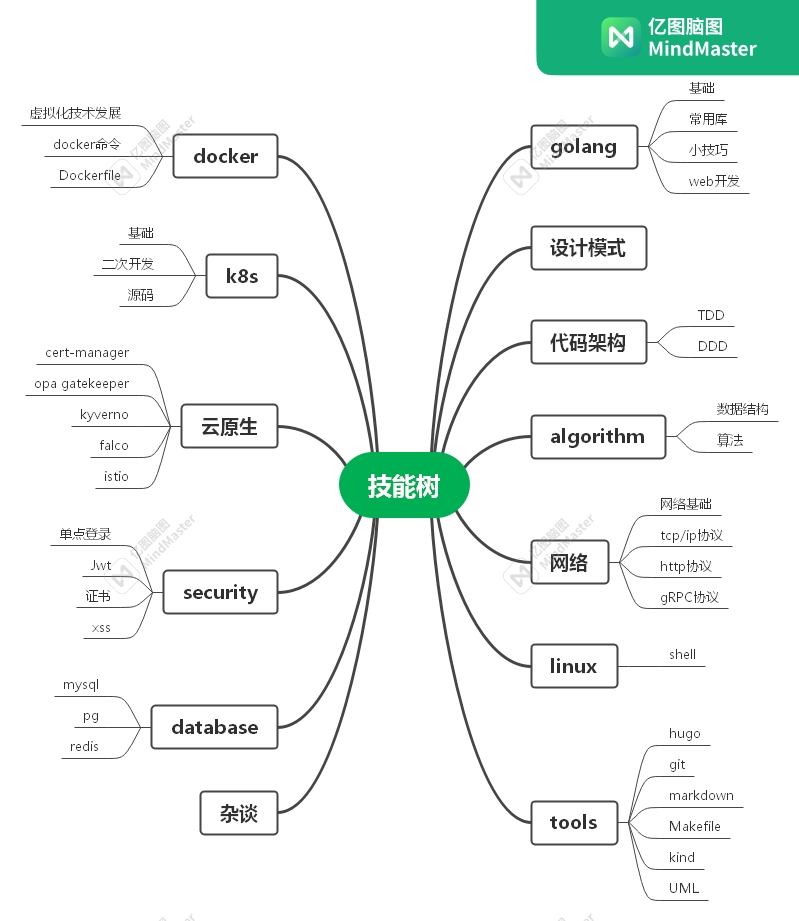 亿图脑图
MindMaster
技能树
golang
基础
常用库
小技巧
web开发
设计模式
代码架构
TDD
DDD
algorithm
数据结构
算法
网络
网络基础
tcp/ip协议
http协议
gRPC协议
linux
shell
tools
hugo
git
markdown
Makefile
kind
UML
docker
虚拟化技术发展
docker命令
Dockerfile
k8s
基础
二次开发
源码
云原生
cert-manager
opa gatekeeper
kyverno
falco
istio
security
单点登录
Jwt
证书
xss
database
mysql
pg
redis
杂谈
亿图脑图
MindMaster
亿图脑图
MindMaster
亿图脑图
MindMaster
亿图脑图
MindMaster